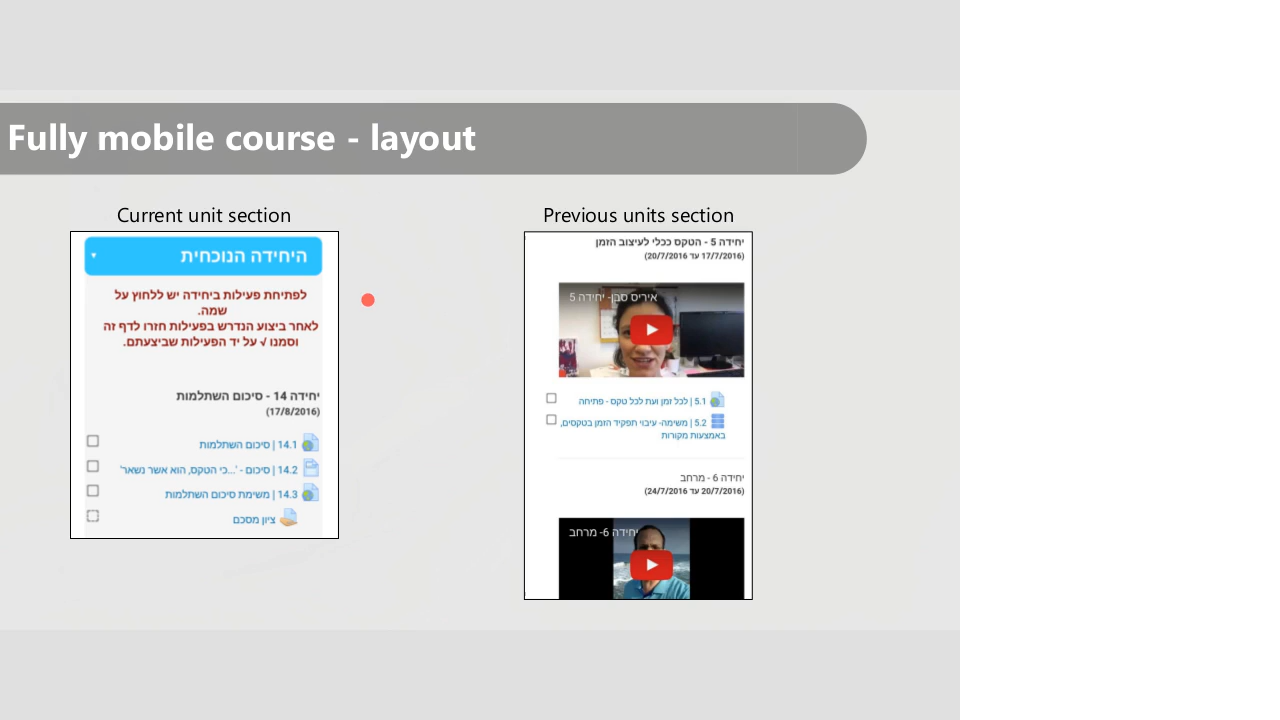 Fully mobile course - layout
Current unit section
היחידה הנוכחית
לפתיחת פעילות ביחידה יש ללחוץ על
שמה.
לאחר ביצוע הנדרש בפעילות חזרו לדף זה
וסמנו √ על יד הפעילות שביצעתם.
יחידה 14 - סיכום השתלמות
(17/8/2016)
14.1 | סיכום השתלמות
14.2 | סיכום - '...כי הטקס, הוא אשר נשאר'
14.3 | משימת סיכום השתלמות
ציון מסכם
Previous units section
יחידה 5 - הטקס ככלי לעיצוב הזמן
(17/7/2016 עד 20/7/2016)
איריס סבן- יחידה 5
5.1 | לכל זמן ועת לכל טקס - פתיחה
5.2 | משימה- עיבוי תפקיד הזמן בטקסים,
באמצעות מקורות
יחידה 6 - מרחב
(20/7/2016 עד 24/7/2016)
יחידה 6- מרחב